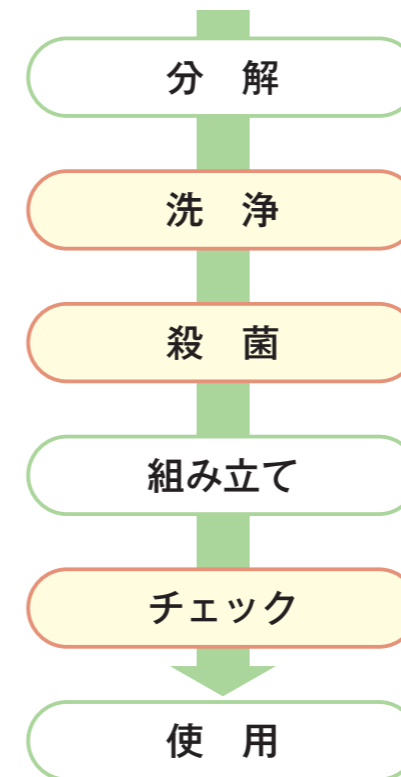 分　解
洗　浄
殺　菌
組み立て
チェック
使　用